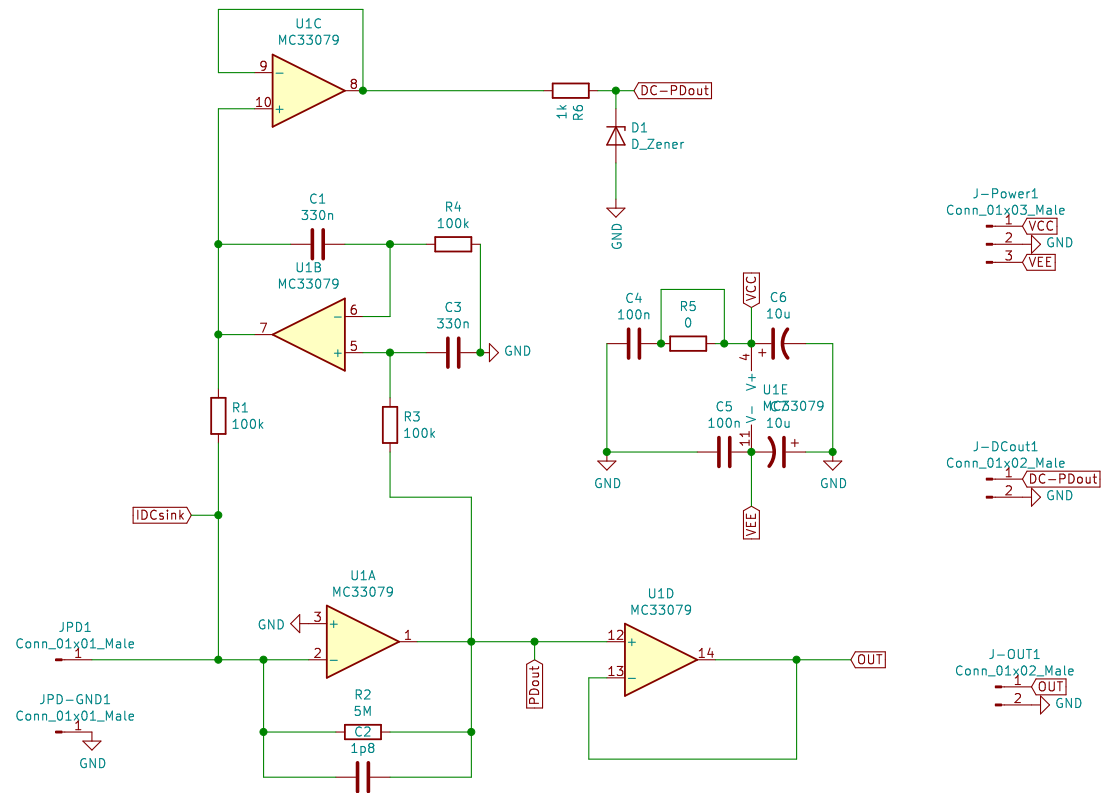 U1C
MC33079
9
8
10
1k
R6
DC-PDout
D1
D_Zener
GND
C1
330n
R4
100k
U1B
MC33079
6
7
5
C3
330n
GND
R1
100k
R3
100k
IDCsink
U1A
MC33079
GND
3
1
2
JPD1
Conn_01x01_Male
1
JPD-GND1
Conn_01x01_Male
1
GND
R2
5M
C2
1p8
PDout
U1D
MC33079
12
14
13
OUT
VCC
C4
100n
R5
0
C6
10u
4
V+
U1E
MC33079
V-
11
C5
100n
C7
10u
GND
GND
VEE
J-Power1
Conn_01x03_Male
1
VCC
2
GND
3
VEE
J-DCout1
Conn_01x02_Male
1
DC-PDout
2
GND
J-OUT1
Conn_01x02_Male
1
OUT
2
GND